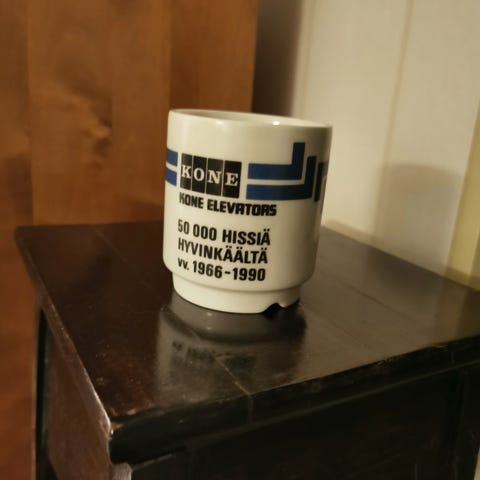 KONE
KONE ELEVATORS
50 000 HISSIÄ
HYVINKÄÄLTÄ
vv. 1966-1990